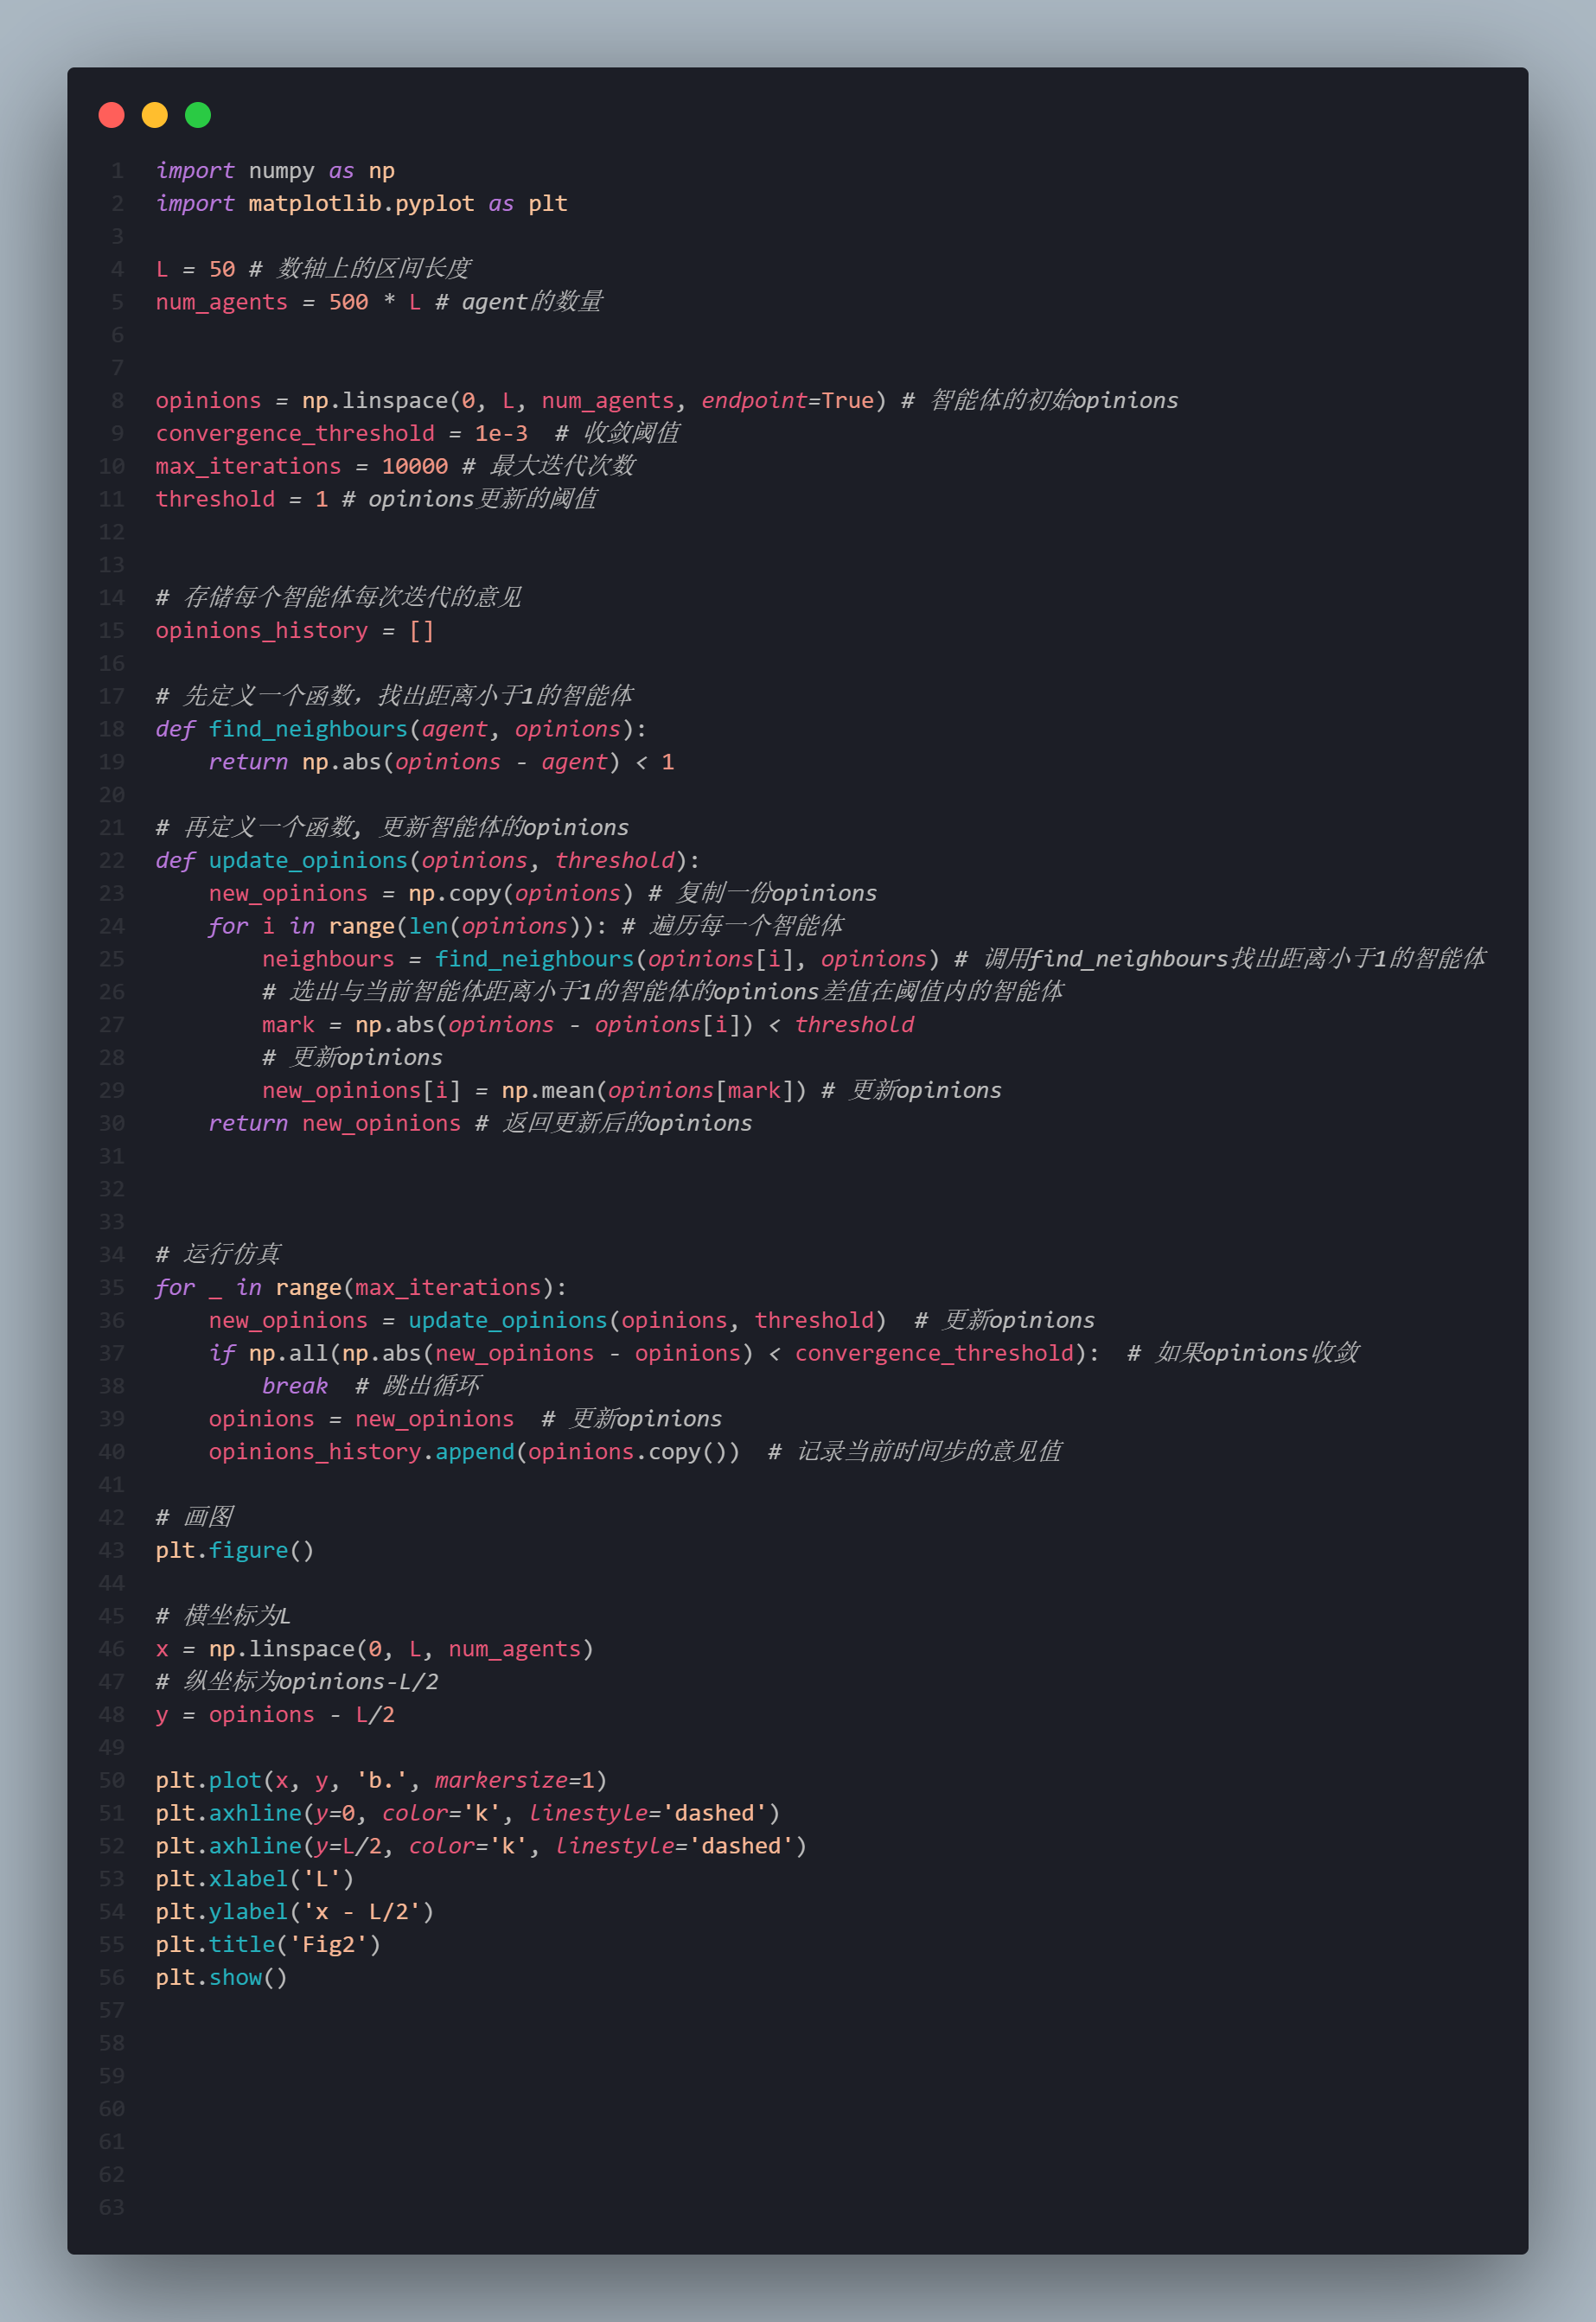 1 import numpy as np
2 import matplotlib.pyplot as plt
3
4 L = 50 # 数轴上的区间长度
5 num_agents = 500 * L # agent的数量
6
7
8 opinions = np.linspace(0, L, num_agents, endpoint=True) # 智能体的初始opinions
9 convergence_threshold = 1e-3  # 收敛阈值
10 max_iterations = 10000 # 最大迭代次数
11 threshold = 1 # opinions更新的阈值
12
13
14 # 存储每个智能体每次迭代的意见
15 opinions_history = []
16
17 # 先定义一个函数，找出距离小于1的智能体
18 def find_neighbours(agent, opinions):
19     return np.abs(opinions - agent) < 1
20
21 # 再定义一个函数, 更新智能体的opinions
22 def update_opinions(opinions, threshold):
23     new_opinions = np.copy(opinions) # 复制一份opinions
24     for i in range(len(opinions)): # 遍历每一个智能体
25         neighbours = find_neighbours(opinions[i], opinions) # 调用find_neighbours找出距离小于1的智能体
26         # 选出与当前智能体距离小于1的智能体的opinions差值在阈值内的智能体
27         mark = np.abs(opinions - opinions[i]) < threshold
28         # 更新opinions
29         new_opinions[i] = np.mean(opinions[mark]) # 更新opinions
30     return new_opinions # 返回更新后的opinions
31
32
33
34 # 运行仿真
35 for _ in range(max_iterations):
36     new_opinions = update_opinions(opinions, threshold)  # 更新opinions
37     if np.all(np.abs(new_opinions - opinions) < convergence_threshold):  # 如果opinions收敛
38         break  # 跳出循环
39     opinions = new_opinions  # 更新opinions
40     opinions_history.append(opinions.copy())  # 记录当前时间步的意见值
41
42 # 画图
43 plt.figure()
44
45 # 横坐标为L
46 x = np.linspace(0, L, num_agents)
47 # 纵坐标为opinions-L/2
48 y = opinions - L/2
49
50 plt.plot(x, y, 'b.', markersize=1)
51 plt.axhline(y=0, color='k', linestyle='dashed')
52 plt.axhline(y=L/2, color='k', linestyle='dashed')
53 plt.xlabel('L')
54 plt.ylabel('x - L/2')
55 plt.title('Fig2')
56 plt.show()
57
58
59
60
61
62
63